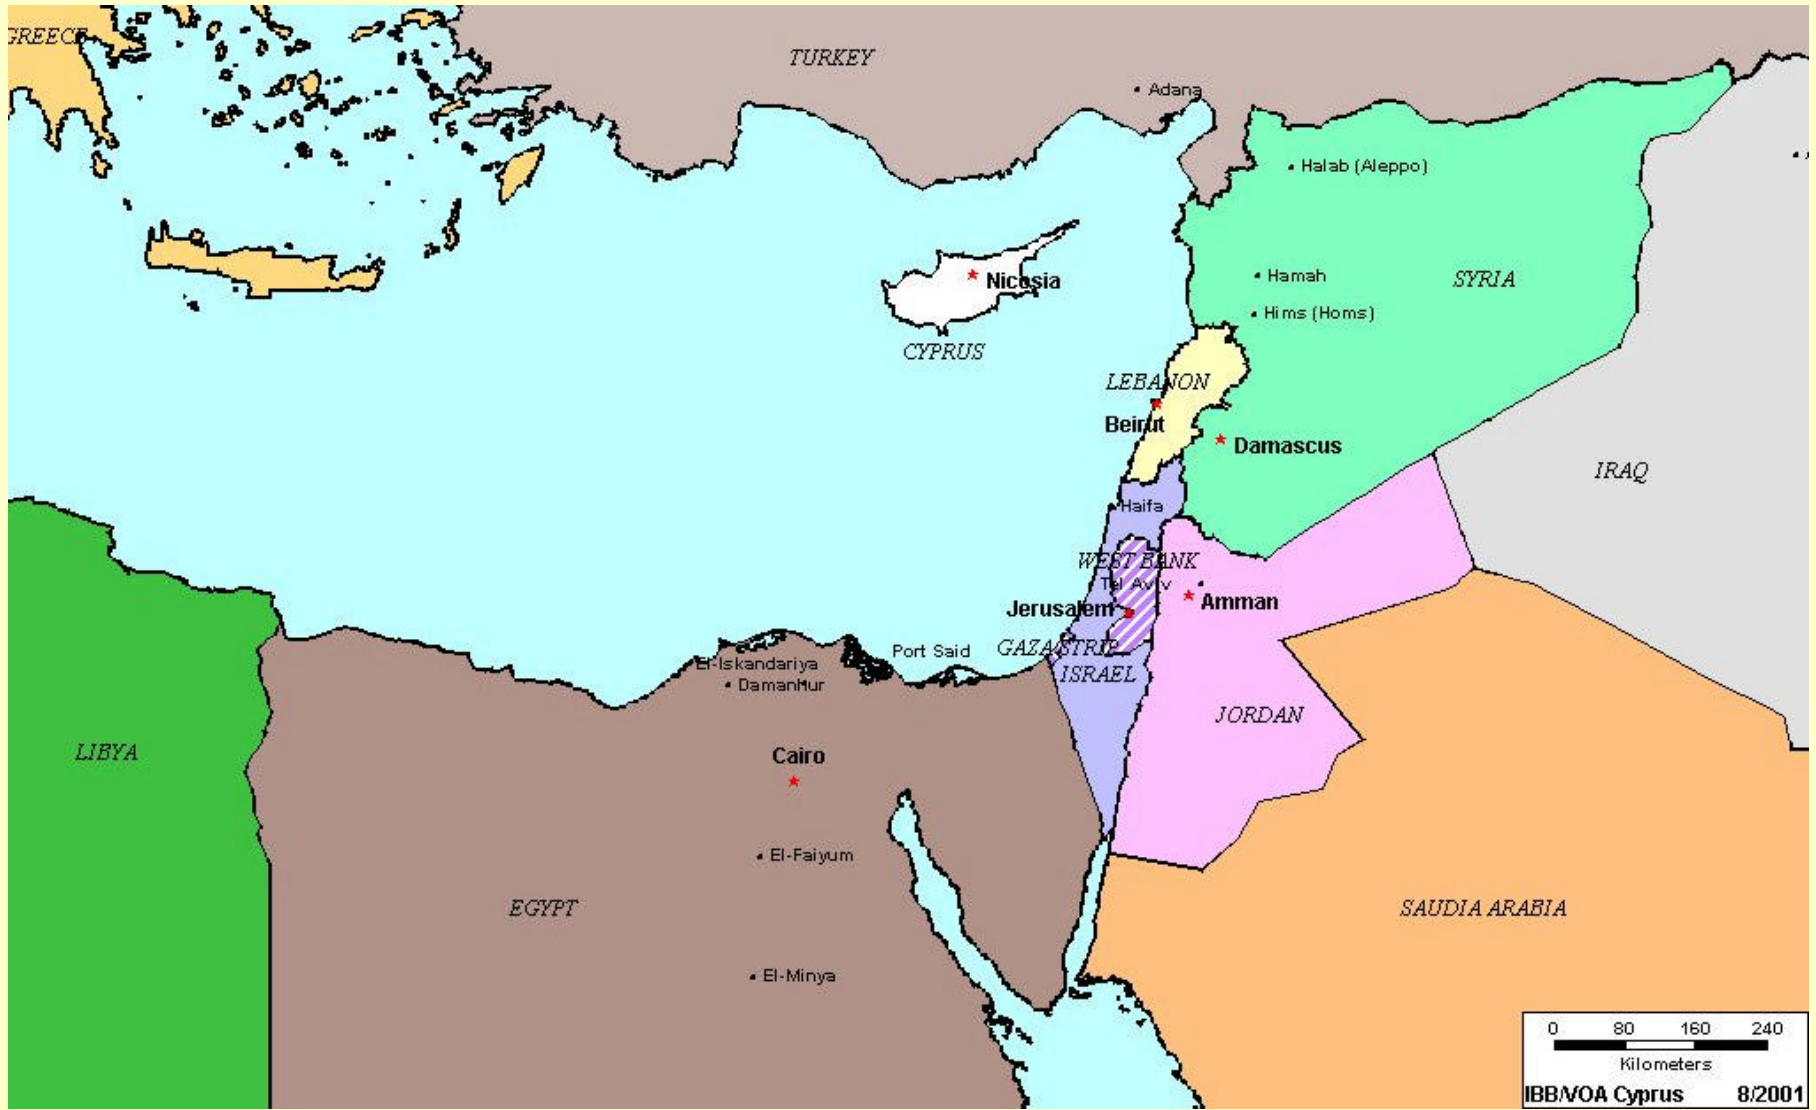 GREECE
TURKEY
Adana
Halab (Aleppo)
Nicosia
Hamah
SYRIA
Hims (Homs)
CYPRUS
LEBANON
Beirut
Damascus
IRAQ
Haifa
WEST BANK
Tel Aviv
Jerusalem
Amman
GAZA STRIP
Port Said
El-Iskandariya
ISRAEL
DamanHur
JORDAN
LIBYA
Cairo
El-Faiyum
EGYPT
SAUDIA ARABIA
El-Minya
0 80 160 240
Kilometers
IBB/VOA Cyprus 8/2001